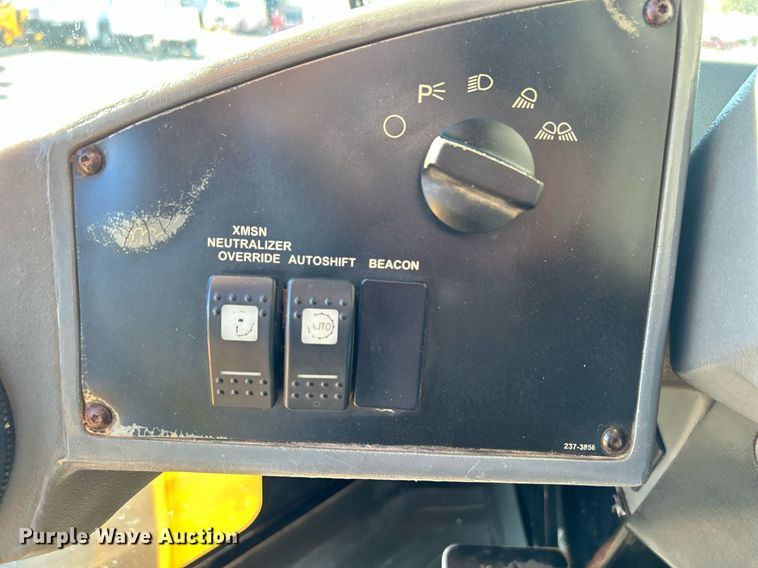 P
XMSN
NEUTRALIZER
OVERRIDE AUTOSHIFT BEACON
AUTO
237-3856
Purple Wave Auction